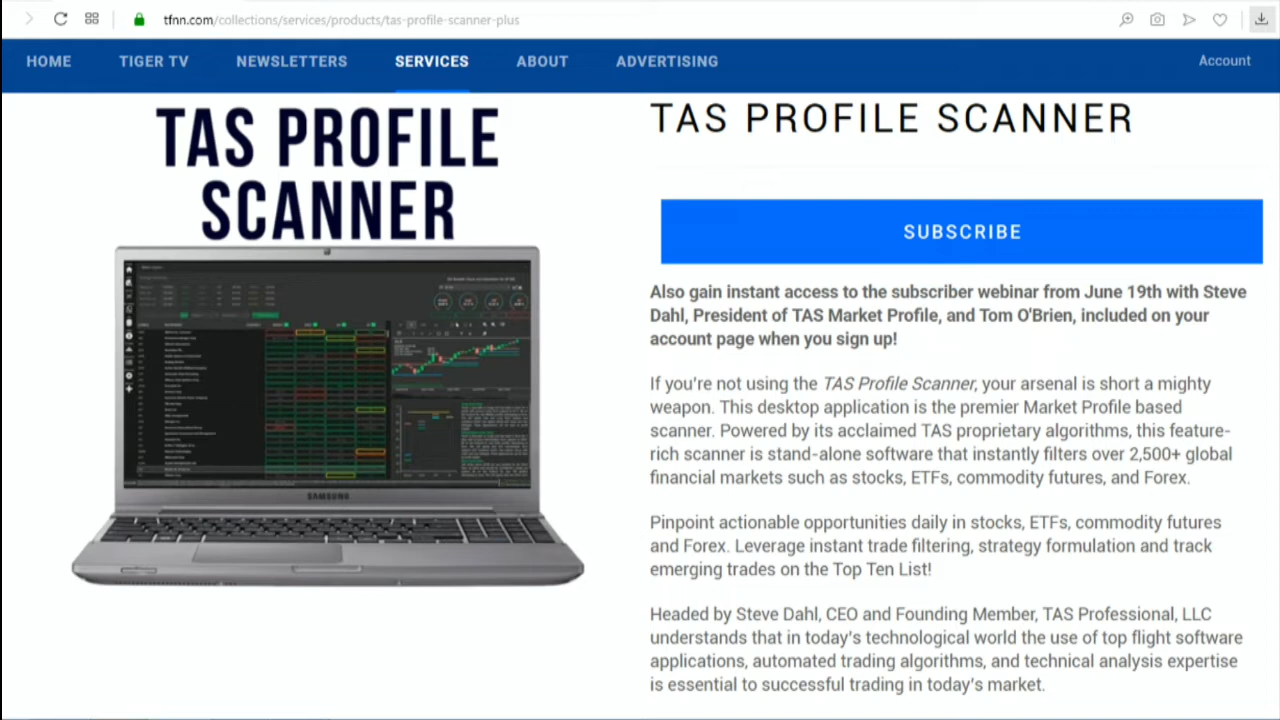 tfnn.com/collections/services/products/tas-profile-scanner-plus
HOME
TIGER TV
NEWSLETTERS
SERVICES
ABOUT
ADVERTISING
Account
TAS PROFILE
SCANNER
SAMSUNG
TAS PROFILE SCANNER
SUBSCRIBE
Also gain instant access to the subscriber webinar from June 19th with Steve
Dahl, President of TAS Market Profile, and Tom O'Brien, included on your
account page when you sign up!
If you're not using the TAS Profile Scanner, your arsenal is short a mighty
weapon. This desktop application is the premier Market Profile based
scanner. Powered by its acclaimed TAS proprietary algorithms, this feature-
rich scanner is stand-alone software that instantly filters over 2,500+ global
financial markets such as stocks, ETFs, commodity futures, and Forex.
Pinpoint actionable opportunities daily in stocks, ETFs, commodity futures
and Forex. Leverage instant trade filtering, strategy formulation and track
emerging trades on the Top Ten List!
Headed by Steve Dahl, CEO and Founding Member, TAS Professional, LLC
understands that in today's technological world the use of top flight software
applications, automated trading algorithms, and technical analysis expertise
is essential to successful trading in today's market.